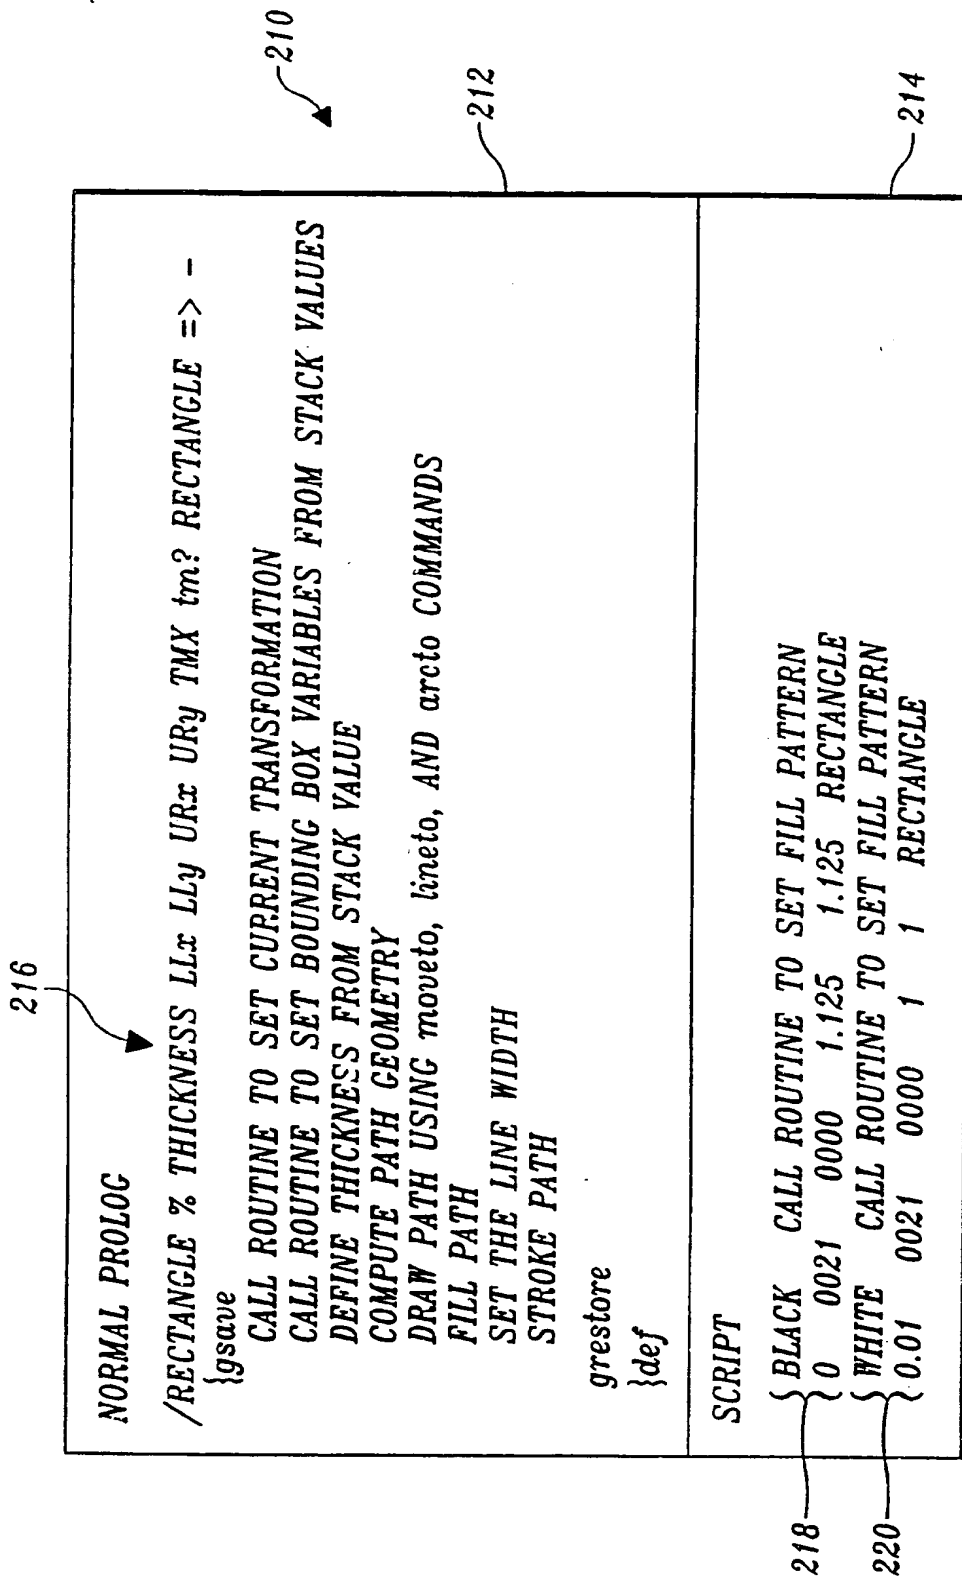 216
210
NORMAL PROLOG
/RECTANGLE % THICKNESS LLx LLy URx URy TMX tm? RECTANGLE => -
{gsave
CALL ROUTINE TO SET CURRENT TRANSFORMATION
CALL ROUTINE TO SET BOUNDING BOX VARIABLES FROM STACK VALUES
DEFINE THICKNESS FROM STACK VALUE
COMPUTE PATH GEOMETRY
DRAW PATH USING moveto, lineto, AND arcto COMMANDS
FILL PATH
SET THE LINE WIDTH
STROKE PATH
grestore
}def
212
SCRIPT
218 { BLACK CALL ROUTINE TO SET FILL PATTERN
0 0021 0000 1.125 1.125 RECTANGLE
220 { WHITE CALL ROUTINE TO SET FILL PATTERN
0.01 0021 0000 1 1 RECTANGLE
214